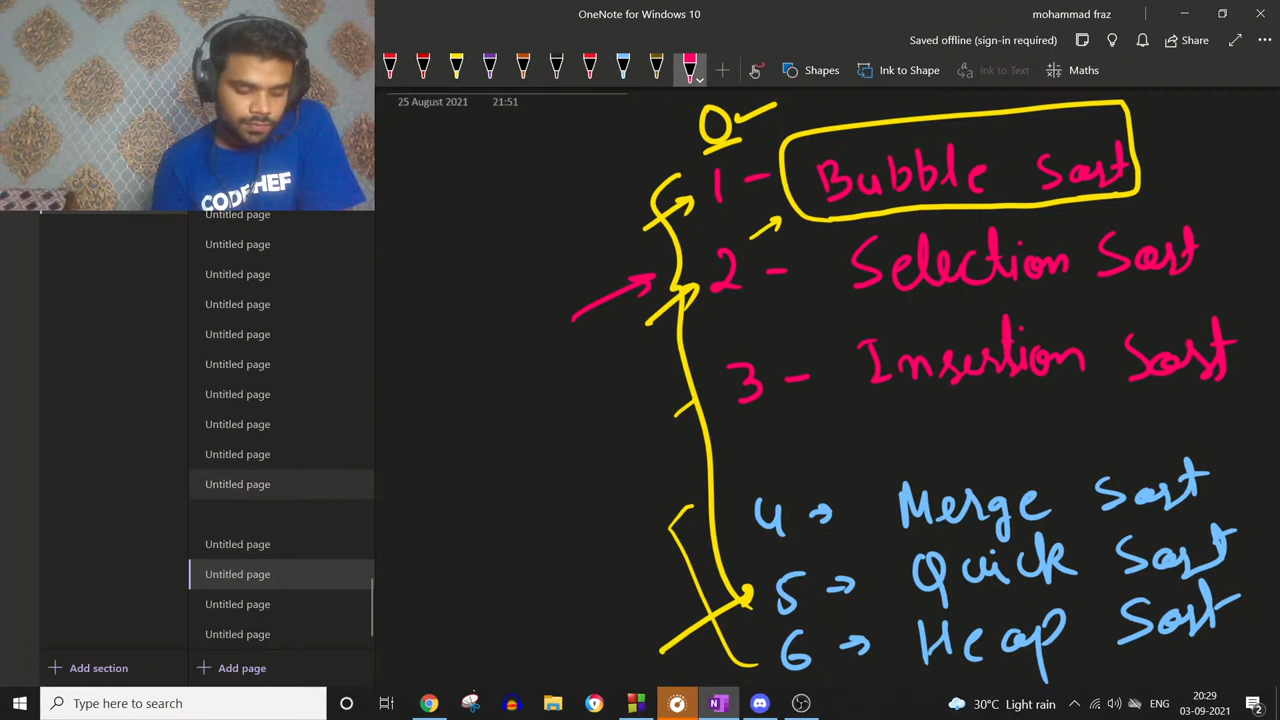 OneNote for Windows 10
mohammad fraz
Saved offline (sign-in required)
Share
Shapes
Ink to Shape
Ink to Text
Maths
25 August 2021 21:51
CODECHEF
1 - Bubble Sort
2 - Selection Sort
3 - Insertion Sort
4 → Merge Sort
5 → Quick Sort
6 → Heap Sort
Untitled page
Untitled page
Untitled page
Untitled page
Untitled page
Untitled page
Untitled page
Untitled page
Untitled page
Untitled page
Untitled page
Untitled page
Untitled page
Untitled page
+ Add section
+ Add page
Type here to search
30°C Light rain
ENG
20:29
03-09-2021
2